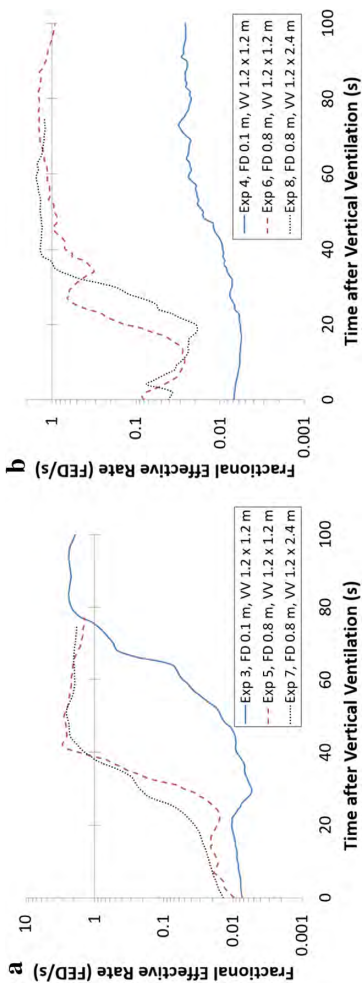 a
Fractional Effective Rate (FED/s)
10
1
0.1
0.01
0.001
0
20
40
60
80
100
Time after Vertical Ventilation (s)
Exp 3, FD 0.1 m, VV 1.2 x 1.2 m
Exp 5, FD 0.8 m, VV 1.2 x 1.2 m
Exp 7, FD 0.8 m, VV 1.2 x 2.4 m
b
Fractional Effective Rate (FED/s)
1
0.1
0.01
0.001
0
20
40
60
80
100
Time after Vertical Ventilation (s)
Exp 4, FD 0.1 m, VV 1.2 x 1.2 m
Exp 6, FD 0.8 m, VV 1.2 x 1.2 m
Exp 8, FD 0.8 m, VV 1.2 x 2.4 m